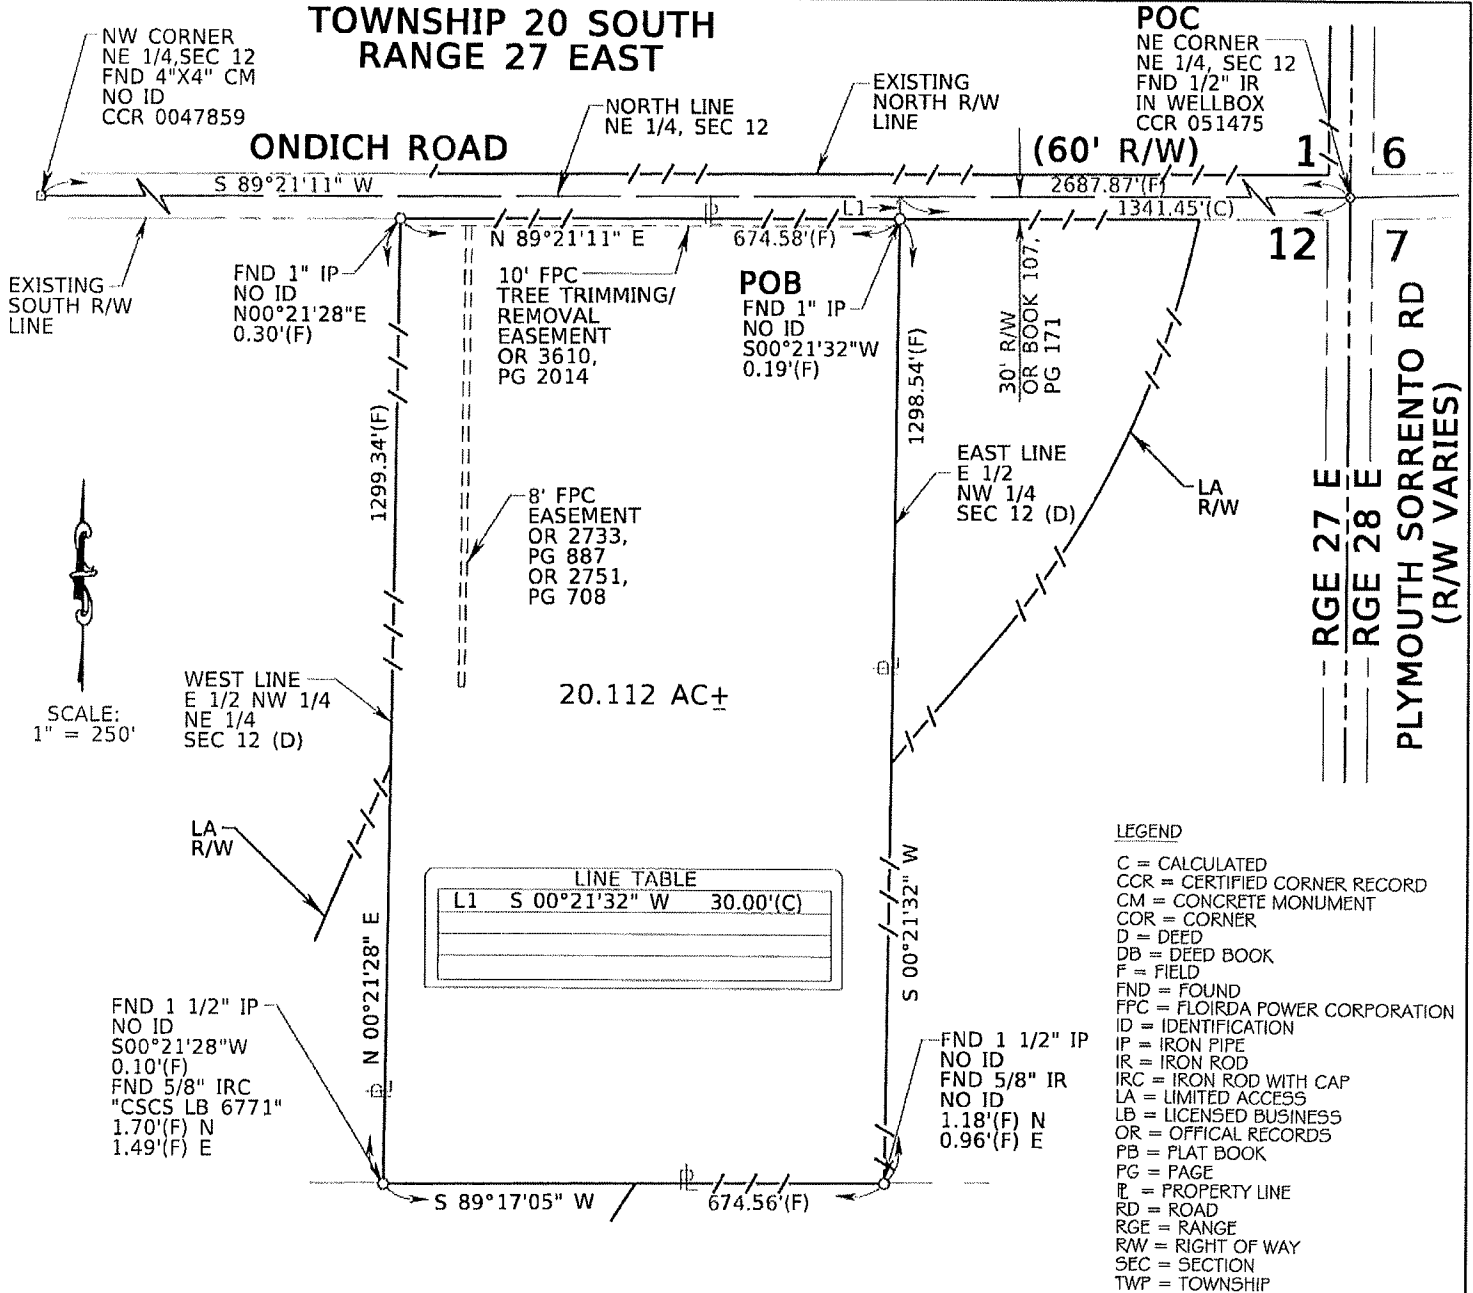 TOWNSHIP 20 SOUTH
RANGE 27 EAST
NW CORNER
NE 1/4,SEC 12
FND 4"X4" CM
NO ID
CCR 0047859
POC
NE CORNER
NE 1/4, SEC 12
FND 1/2" IR
IN WELLBOX
CCR 051475
EXISTING
NORTH R/W
LINE
NORTH LINE
NE 1/4, SEC 12
ONDICH ROAD
(60' R/W)
1
6
S 89°21'11" W
2687.87'(F)
L1
1341.45'(C)
12
7
N 89°21'11" E
674.58'(F)
EXISTING
SOUTH R/W
LINE
FND 1" IP
NO ID
N00°21'28"E
0.30'(F)
10' FPC
TREE TRIMMING/
REMOVAL
EASEMENT
OR 3610,
PG 2014
POB
FND 1" IP
NO ID
S00°21'32"W
0.19'(F)
30' R/W
OR BOOK 107,
PG 171
1299.34'(F)
1298.54'(F)
PLYMOUTH SORRENTO RD
(R/W VARIES)
RGE 27 E
RGE 28 E
EAST LINE
E 1/2
NW 1/4
SEC 12 (D)
LA
R/W
8' FPC
EASEMENT
OR 2733,
PG 887
OR 2751,
PG 708
SCALE:
1" = 250'
WEST LINE
E 1/2 NW 1/4
NE 1/4
SEC 12 (D)
20.112 AC±
LA
R/W
LINE TABLE
L1 S 00°21'32" W 30.00'(C)
N 00°21'28" E
S 00°21'32" W
FND 1 1/2" IP
NO ID
S00°21'28"W
0.10'(F)
FND 5/8" IRC
"CSCS LB 6771"
1.70'(F) N
1.49'(F) E
FND 1 1/2" IP
NO ID
FND 5/8" IR
NO ID
1.18'(F) N
0.96'(F) E
S 89°17'05" W
674.56'(F)
LEGEND
C = CALCULATED
CCR = CERTIFIED CORNER RECORD
CM = CONCRETE MONUMENT
COR = CORNER
D = DEED
DB = DEED BOOK
F = FIELD
FND = FOUND
FPC = FLOIRDA POWER CORPORATION
ID = IDENTIFICATION
IP = IRON PIPE
IR = IRON ROD
IRC = IRON ROD WITH CAP
LA = LIMITED ACCESS
LB = LICENSED BUSINESS
OR = OFFICAL RECORDS
PB = PLAT BOOK
PG = PAGE
PL = PROPERTY LINE
RD = ROAD
RGE = RANGE
R/W = RIGHT OF WAY
SEC = SECTION
TWP = TOWNSHIP